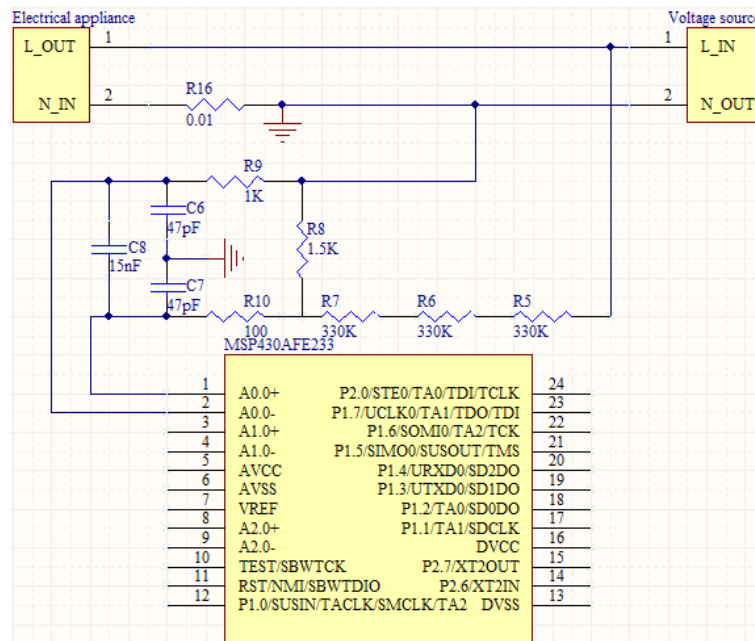 Electrical appliance
Voltage source
L_OUT 1
1 L_IN
N_IN 2
R16
0.01
2 N_OUT
R9
1K
C6
47pF
R8
1.5K
C8
15nF
C7
47pF
R10
100
R7
330K
R6
330K
R5
330K
MSP430AFE233
1 A0.0+ P2.0/STE0/TA0/TDI/TCLK 24
2 A0.0- P1.7/UCLK0/TA1/TDO/TDI 23
3 A1.0+ P1.6/SOMI0/TA2/TCK 22
4 A1.0- P1.5/SIMO0/SUSOUT/TMS 21
5 AVCC P1.4/URXD0/SD2DO 20
6 AVSS P1.3/UTXD0/SD1DO 19
7 VREF P1.2/TA0/SD0DO 18
8 A2.0+ P1.1/TA1/SDCLK 17
9 A2.0- DVCC 16
10 TEST/SBWTCK P2.7/XT2OUT 15
11 RST/NMI/SBWTDIO P2.6/XT2IN 14
12 P1.0/SUSIN/TACLK/SMCLK/TA2 DVSS 13